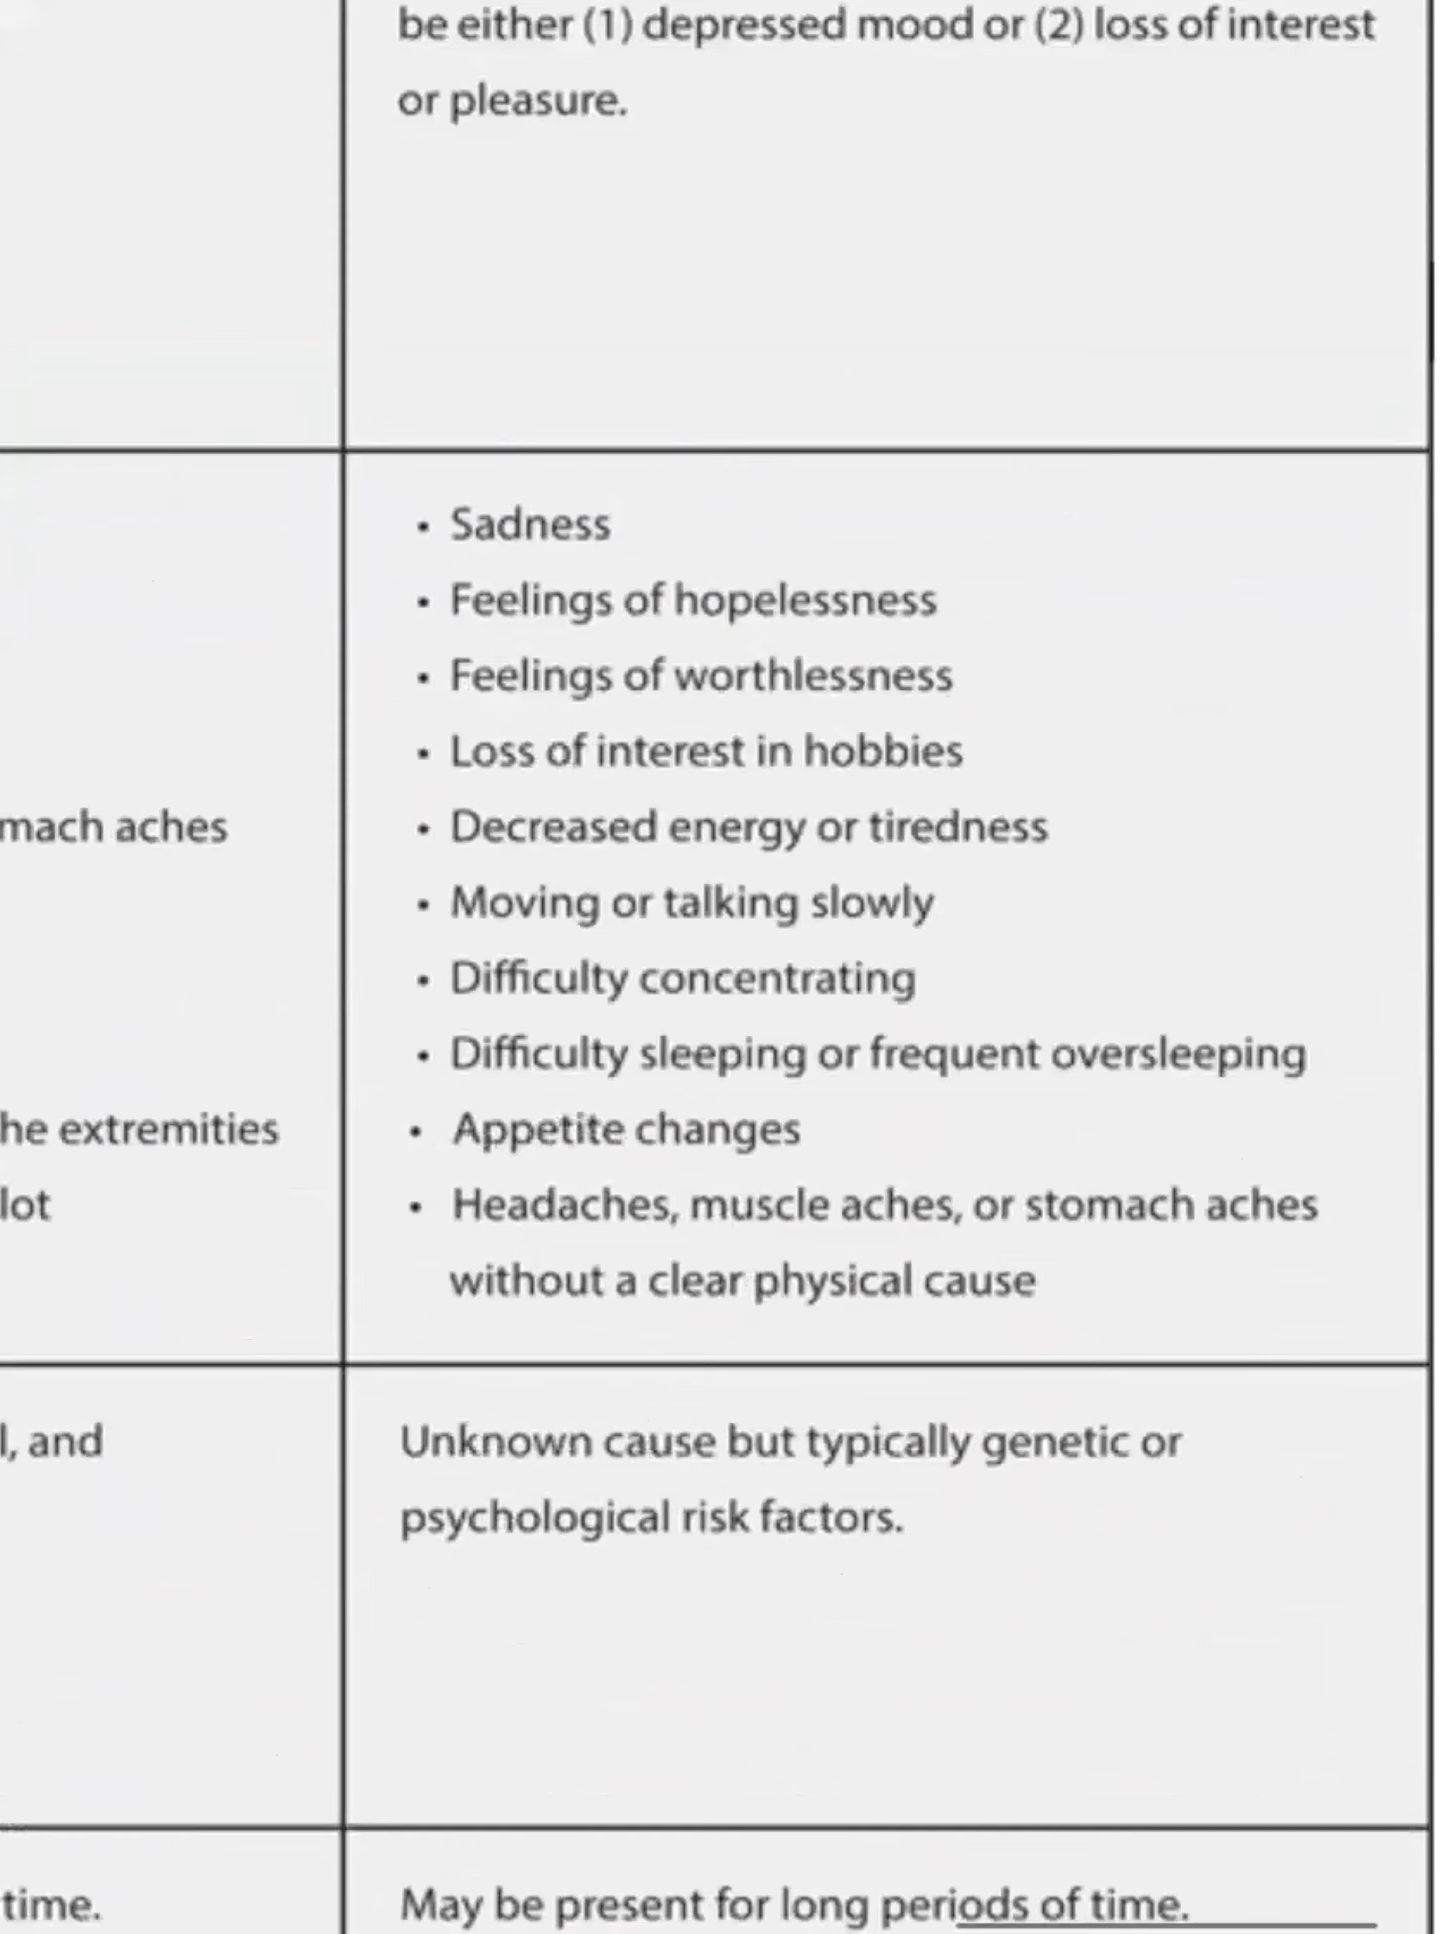 be either (1) depressed mood or (2) loss of interest
or pleasure.
• Sadness
• Feelings of hopelessness
• Feelings of worthlessness
• Loss of interest in hobbies
mach aches
• Decreased energy or tiredness
• Moving or talking slowly
• Difficulty concentrating
• Difficulty sleeping or frequent oversleeping
he extremities
• Appetite changes
lot
• Headaches, muscle aches, or stomach aches
without a clear physical cause
l, and
Unknown cause but typically genetic or
psychological risk factors.
time.
May be present for long periods of time.